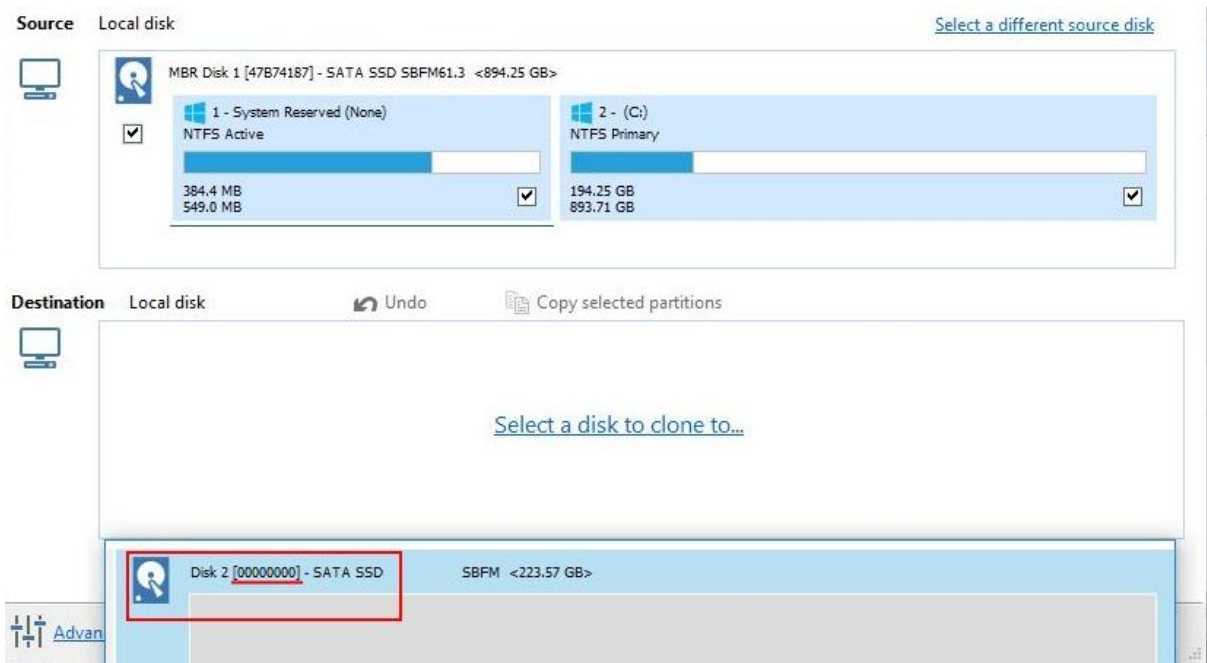 Source Local disk Select a different source disk
MBR Disk 1 [47B74187] - SATA SSD SBFM61.3 <894.25 GB>
1 - System Reserved (None)
NTFS Active
384.4 MB
549.0 MB
2 - (C:)
NTFS Primary
194.25 GB
893.71 GB
Destination Local disk Undo Copy selected partitions
Select a disk to clone to...
Disk 2 [00000000] - SATA SSD SBFM <223.57 GB>
Advan